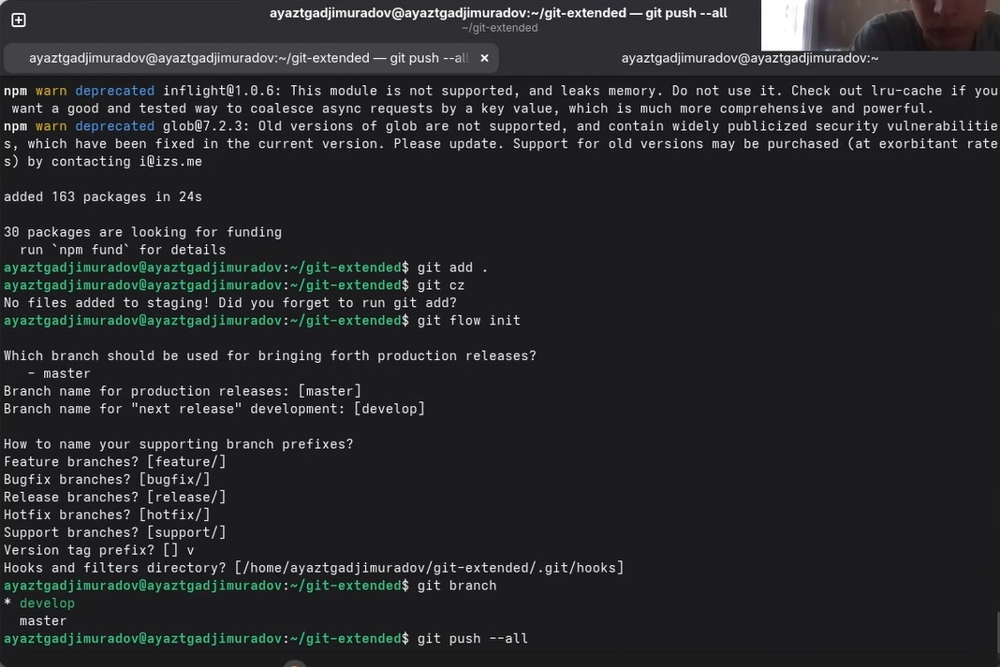 ayaztgadjimuradov@ayaztgadjimuradov:~/git-extended — git push --all
~/git-extended
ayaztgadjimuradov@ayaztgadjimuradov:~/git-extended — git push --all
ayaztgadjimuradov@ayaztgadjimuradov:~
npm warn deprecated inflight@1.0.6: This module is not supported, and leaks memory. Do not use it. Check out lru-cache if you
want a good and tested way to coalesce async requests by a key value, which is much more comprehensive and powerful.
npm warn deprecated glob@7.2.3: Old versions of glob are not supported, and contain widely publicized security vulnerabilitie
s, which have been fixed in the current version. Please update. Support for old versions may be purchased (at exorbitant rate
s) by contacting i@izs.me
added 163 packages in 24s
30 packages are looking for funding
run `npm fund` for details
ayaztgadjimuradov@ayaztgadjimuradov:~/git-extended$ git add .
ayaztgadjimuradov@ayaztgadjimuradov:~/git-extended$ git cz
No files added to staging! Did you forget to run git add?
ayaztgadjimuradov@ayaztgadjimuradov:~/git-extended$ git flow init
Which branch should be used for bringing forth production releases?
- master
Branch name for production releases: [master]
Branch name for "next release" development: [develop]
How to name your supporting branch prefixes?
Feature branches? [feature/]
Bugfix branches? [bugfix/]
Release branches? [release/]
Hotfix branches? [hotfix/]
Support branches? [support/]
Version tag prefix? [] v
Hooks and filters directory? [/home/ayaztgadjimuradov/git-extended/.git/hooks]
ayaztgadjimuradov@ayaztgadjimuradov:~/git-extended$ git branch
* develop
master
ayaztgadjimuradov@ayaztgadjimuradov:~/git-extended$ git push --all